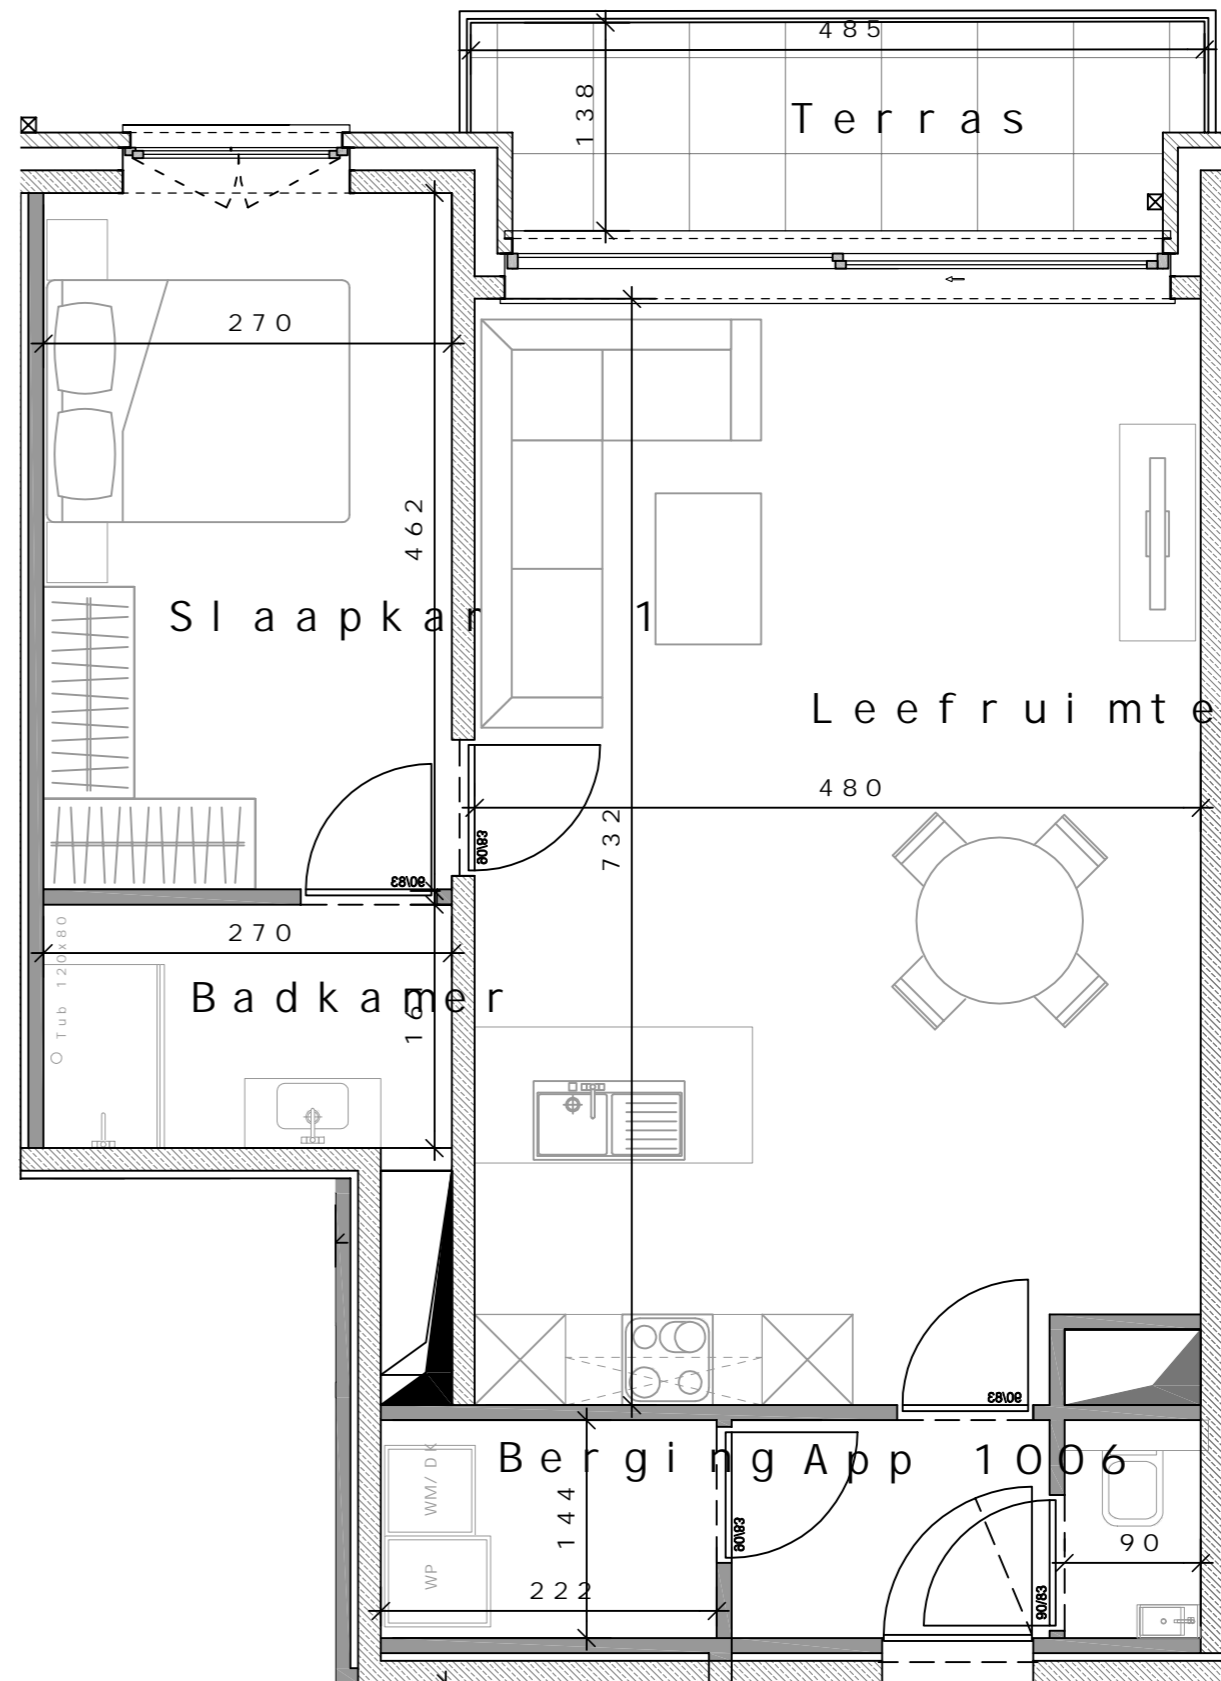 485
138
Terras
270
462
Slaapkar 1
Leefruimte
480
732
90/83
90/83
270
Tub 120x80
Badkamer
161
90/83
Berging App 1006
WM/ DK
144
90/83
90
WP
222
90/83